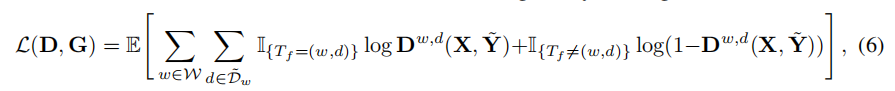 $\mathcal{L}(\mathbf{D}, \mathbf{G}) = \mathbb{E}\left[ \sum_{w \in \mathcal{W}} \sum_{d \in \tilde{\mathcal{D}}_w} \mathbb{I}_{\{T_f = (w,d)\}} \log \mathbf{D}^{w,d}(\mathbf{X}, \tilde{\mathbf{Y}}) + \mathbb{I}_{\{T_f \neq (w,d)\}} \log(1 - \mathbf{D}^{w,d}(\mathbf{X}, \tilde{\mathbf{Y}})) \right], (6)$